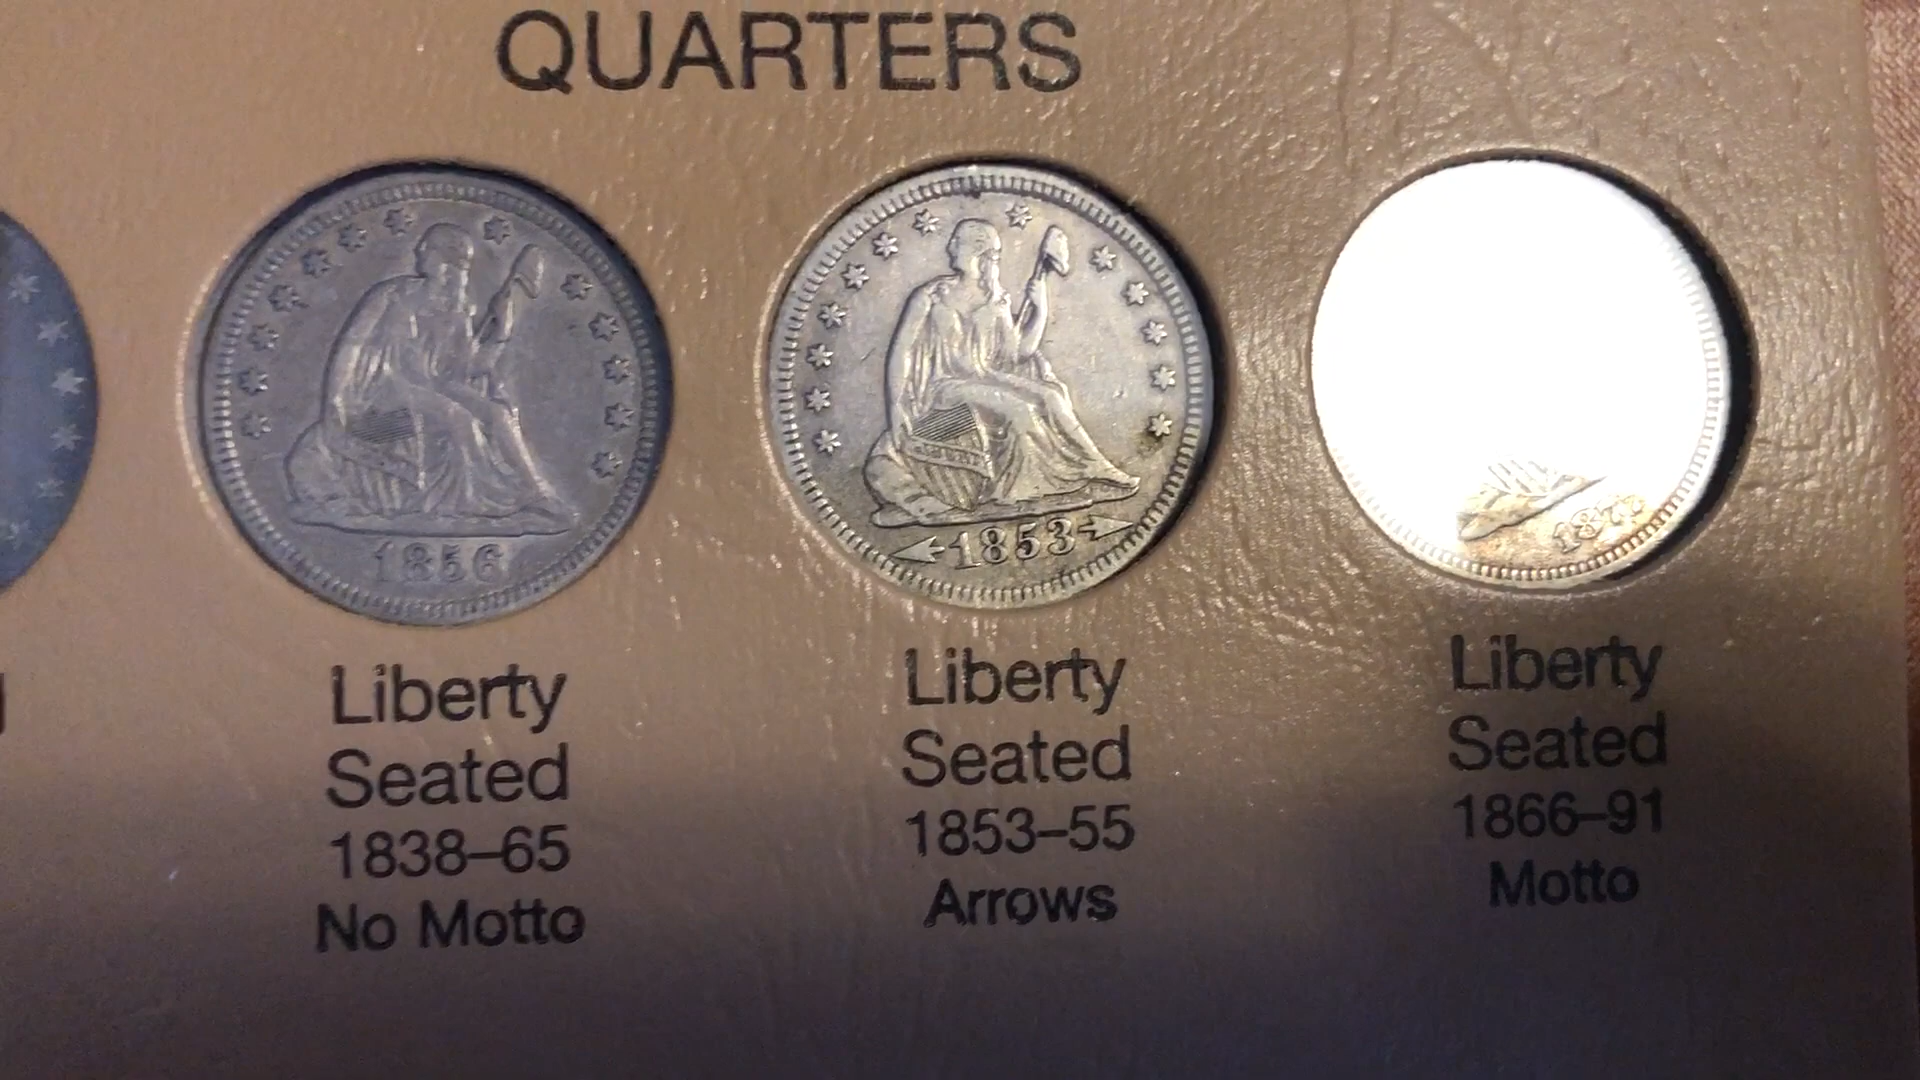 QUARTERS
1856
1853
Liberty
Seated
1838–65
No Motto
Liberty
Seated
1853–55
Arrows
Liberty
Seated
1866–91
Motto